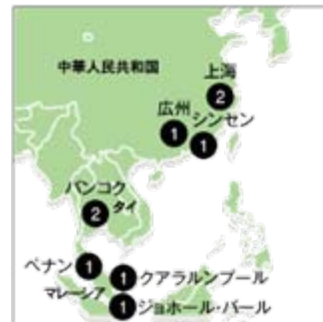 中華人民共和国
上海
2
広州
シンセン
1
1
バンコク
2
タイ
ペナン
1
1
クアラルンプール
マレーシア
1
ジョホール・バール